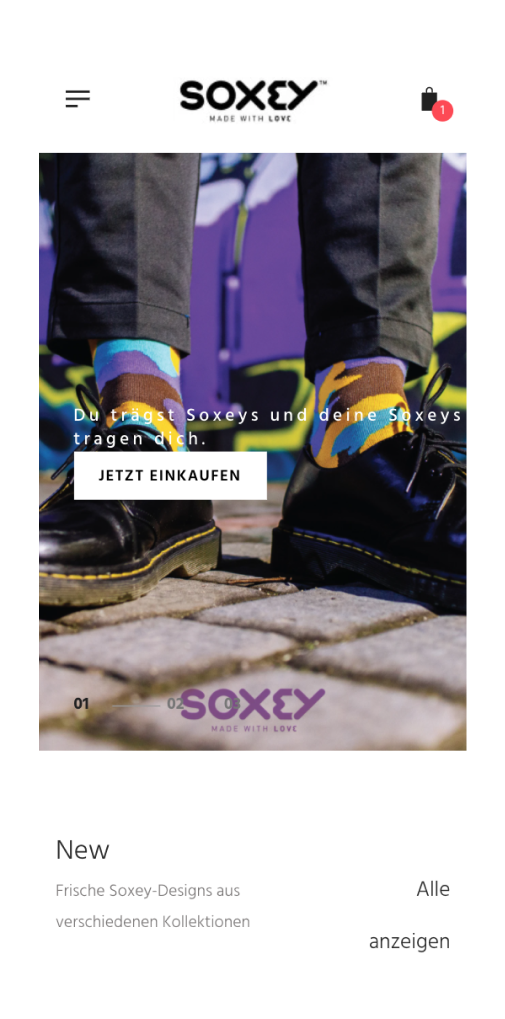 SOXEY™
MADE WITH LOVE
1
Du trägst Soxeys und deine Soxeys
tragen dich.
JETZT EINKAUFEN
01 02 03
SOXEY
MADE WITH LOVE
New
Frische Soxey-Designs aus
verschiedenen Kollektionen
Alle
anzeigen